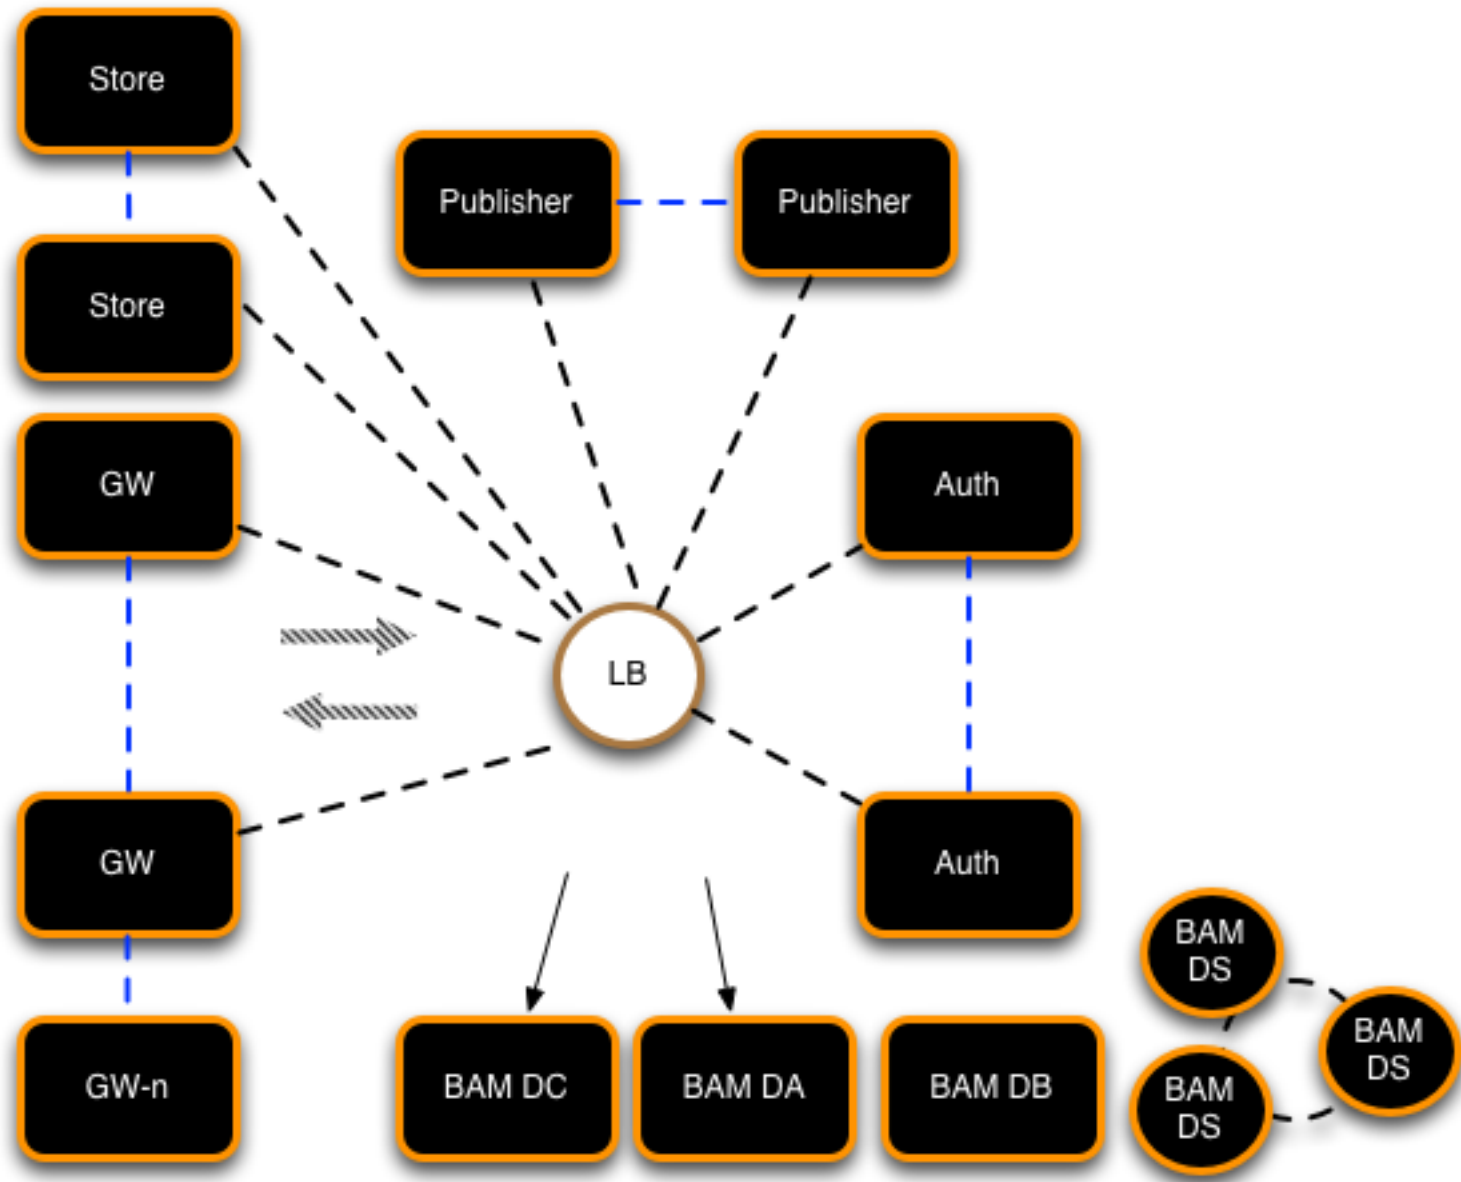 Store
Publisher
Publisher
Store
GW
Auth
LB
GW
Auth
BAM
DS
BAM
DS
GW-n
BAM DC
BAM DA
BAM DB
BAM
DS